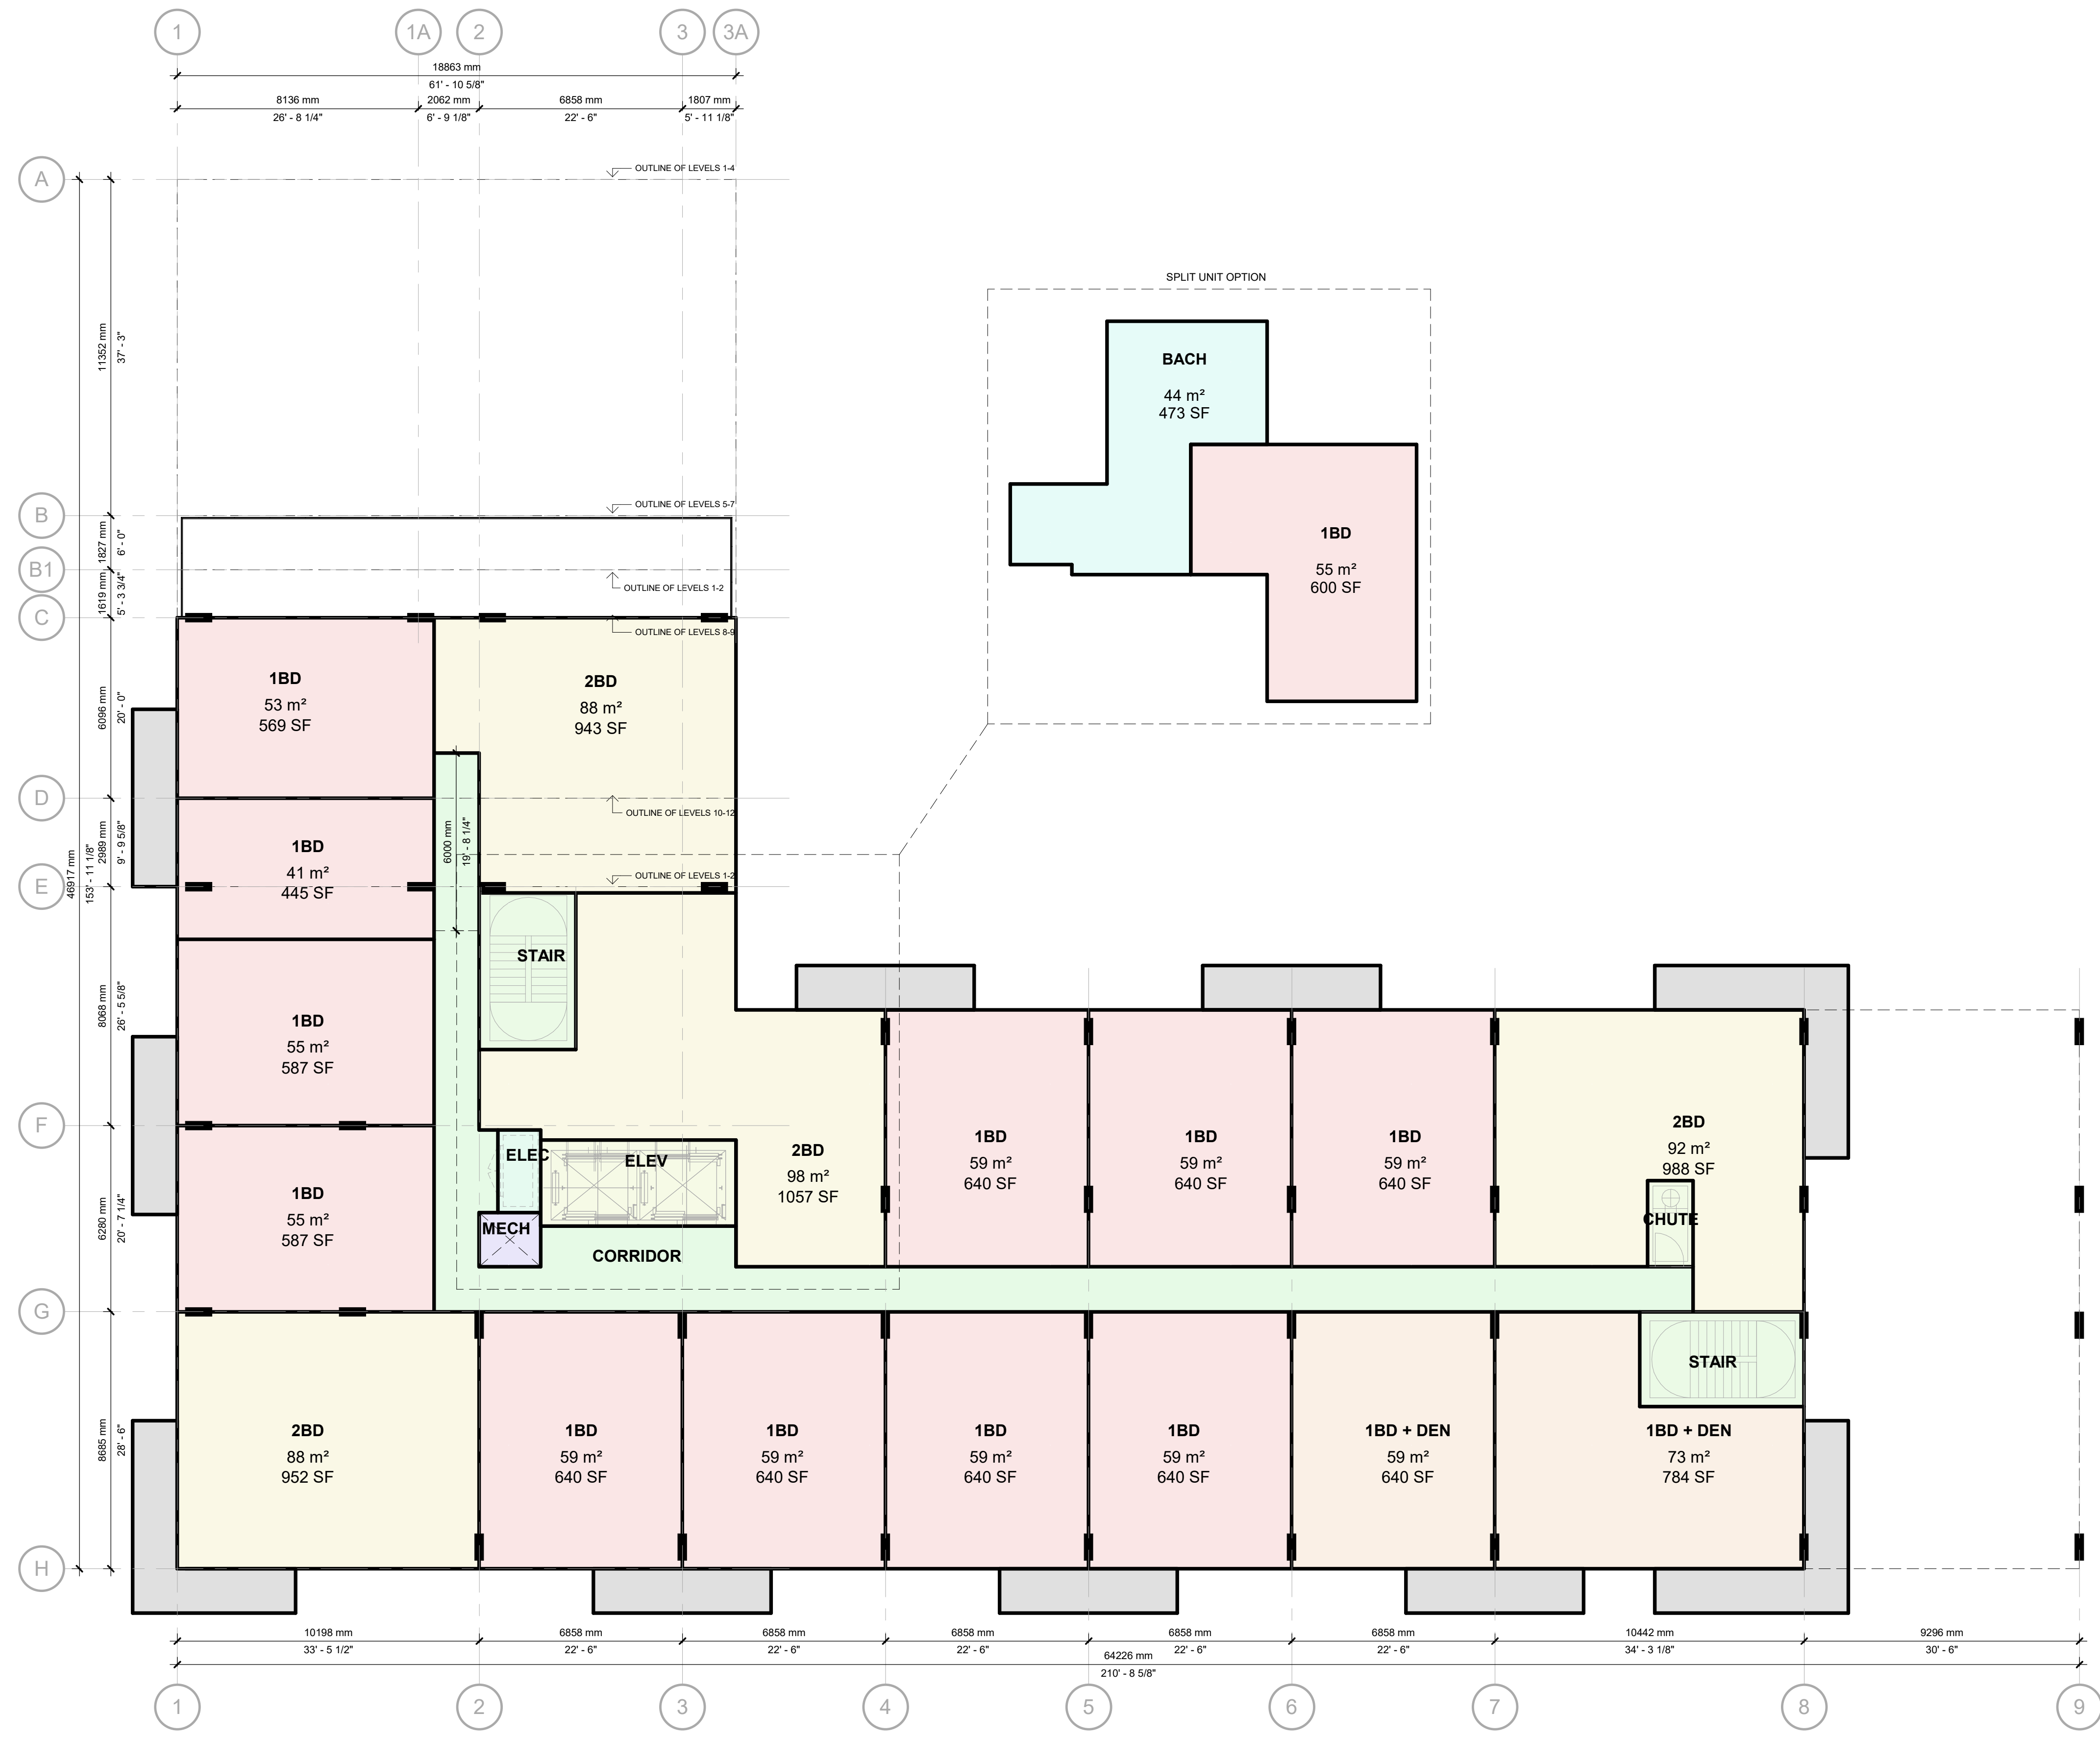 1 1A 2 3 3A
18863 mm
61' - 10 5/8"
8136 mm 2062 mm 6858 mm 1807 mm
26' - 8 1/4" 6' - 9 1/8" 22' - 6" 5' - 11 1/8"
A
OUTLINE OF LEVELS 1-4
11352 mm
37' - 3"
SPLIT UNIT OPTION
BACH
44 m²
473 SF
1BD
55 m²
600 SF
B
OUTLINE OF LEVELS 5-7
1827 mm
6' - 0"
B1
OUTLINE OF LEVELS 1-2
1619 mm
5' - 3 3/4"
C
OUTLINE OF LEVELS 8-9
1BD
53 m²
569 SF
2BD
88 m²
943 SF
6096 mm
20' - 0"
D
OUTLINE OF LEVELS 10-12
2989 mm
9' - 9 5/8"
46917 mm
153' - 11 1/8"
1BD
41 m²
445 SF
6000 mm
19' - 8 1/4"
E
OUTLINE OF LEVELS 1-2
STAIR
8068 mm
26' - 5 5/8"
1BD
55 m²
587 SF
F
ELEC
ELEV
MECH
CORRIDOR
6280 mm
20' - 7 1/4"
1BD
55 m²
587 SF
2BD
98 m²
1057 SF
1BD
59 m²
640 SF
1BD
59 m²
640 SF
1BD
59 m²
640 SF
2BD
92 m²
988 SF
CHUTE
G
STAIR
8685 mm
28' - 6"
2BD
88 m²
952 SF
1BD
59 m²
640 SF
1BD
59 m²
640 SF
1BD
59 m²
640 SF
1BD
59 m²
640 SF
1BD + DEN
59 m²
640 SF
1BD + DEN
73 m²
784 SF
H
10198 mm 6858 mm 6858 mm 6858 mm 6858 mm 6858 mm 10442 mm 9296 mm
33' - 5 1/2" 22' - 6" 22' - 6" 22' - 6" 22' - 6" 22' - 6" 34' - 3 1/8" 30' - 6"
64226 mm
210' - 8 5/8"
1 2 3 4 5 6 7 8 9